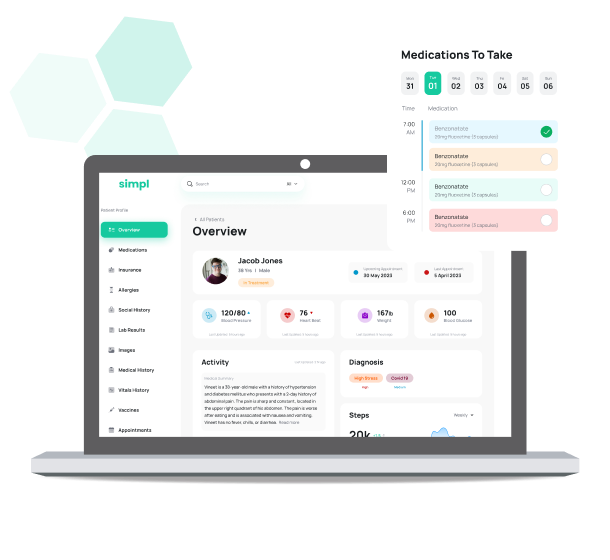 Medications To Take
Mon Tue Wed Thu Fri Sat Sun
31 01 02 03 04 05 06
Time Medication
7:00 AM
Benzonatate
20mg fluoxetine (3 capsules)
Benzonatate
20mg fluoxetine (3 capsules)
12:00 PM
Benzonatate
20mg fluoxetine (3 capsules)
6:00 PM
Benzonatate
20mg fluoxetine (3 capsules)
simpl
Search
All
Patient Profile
Overview
Medications
Insurance
Allergies
Social History
Lab Results
Images
Medical History
Vitals History
Vaccines
Appointments
All Patients
Overview
Jacob Jones
38 Yrs | Male
In Treatment
Upcoming Appointment
30 May 2023
Last Appointment
5 April 2023
120/80
Blood Pressure
76
Heart Beat
167lb
Weight
100
Blood Glucose
Activity
Medical Summary
Vineet is a 30-year-old male with a history of hypertension
and diabetes mellitus who presents with a 2-day history of
abdominal pain. The pain is sharp and constant, located in
the upper right quadrant of his abdomen. The pain is worse
after eating and is associated with nausea and vomiting.
Vineet has no fever, chills, or diarrhea. Read more
Diagnosis
High Stress Covid 19
High Medium
Steps
Weekly
20k